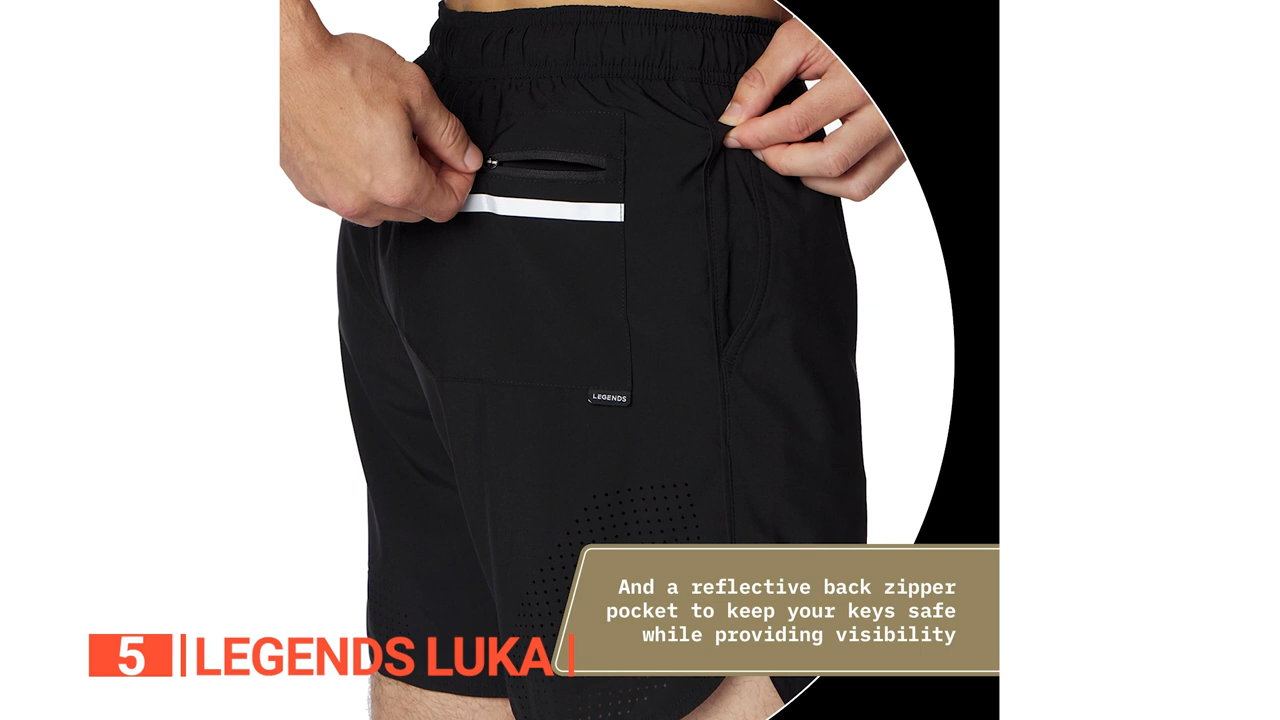 LEGENDS
And a reflective back zipper
pocket to keep your keys safe
while providing visibility
5 | LEGENDS LUKA |